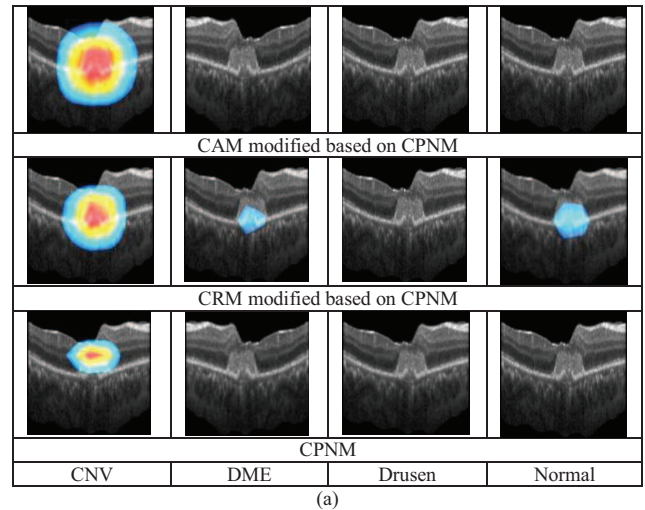 CAM modified based on CPNM
CRM modified based on CPNM
CPNM
CNV DME Drusen Normal
(a)